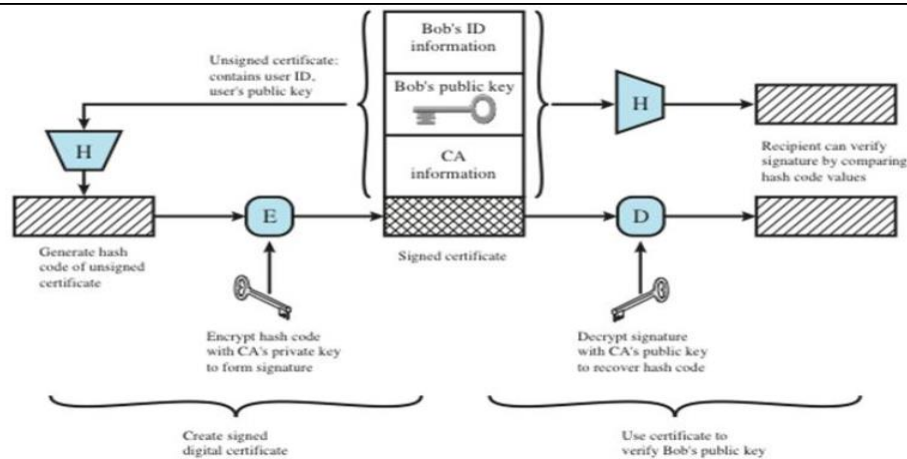 Bob's ID
information
Unsigned certificate:
contains user ID,
user's public key
Bob's public key
H
H
CA
information
Recipient can verify
signature by comparing
hash code values
E
D
Generate hash
code of unsigned
certificate
Signed certificate
Encrypt hash code
with CA's private key
to form signature
Decrypt signature
with CA's public key
to recover hash code
Create signed
digital certificate
Use certificate to
verify Bob's public key